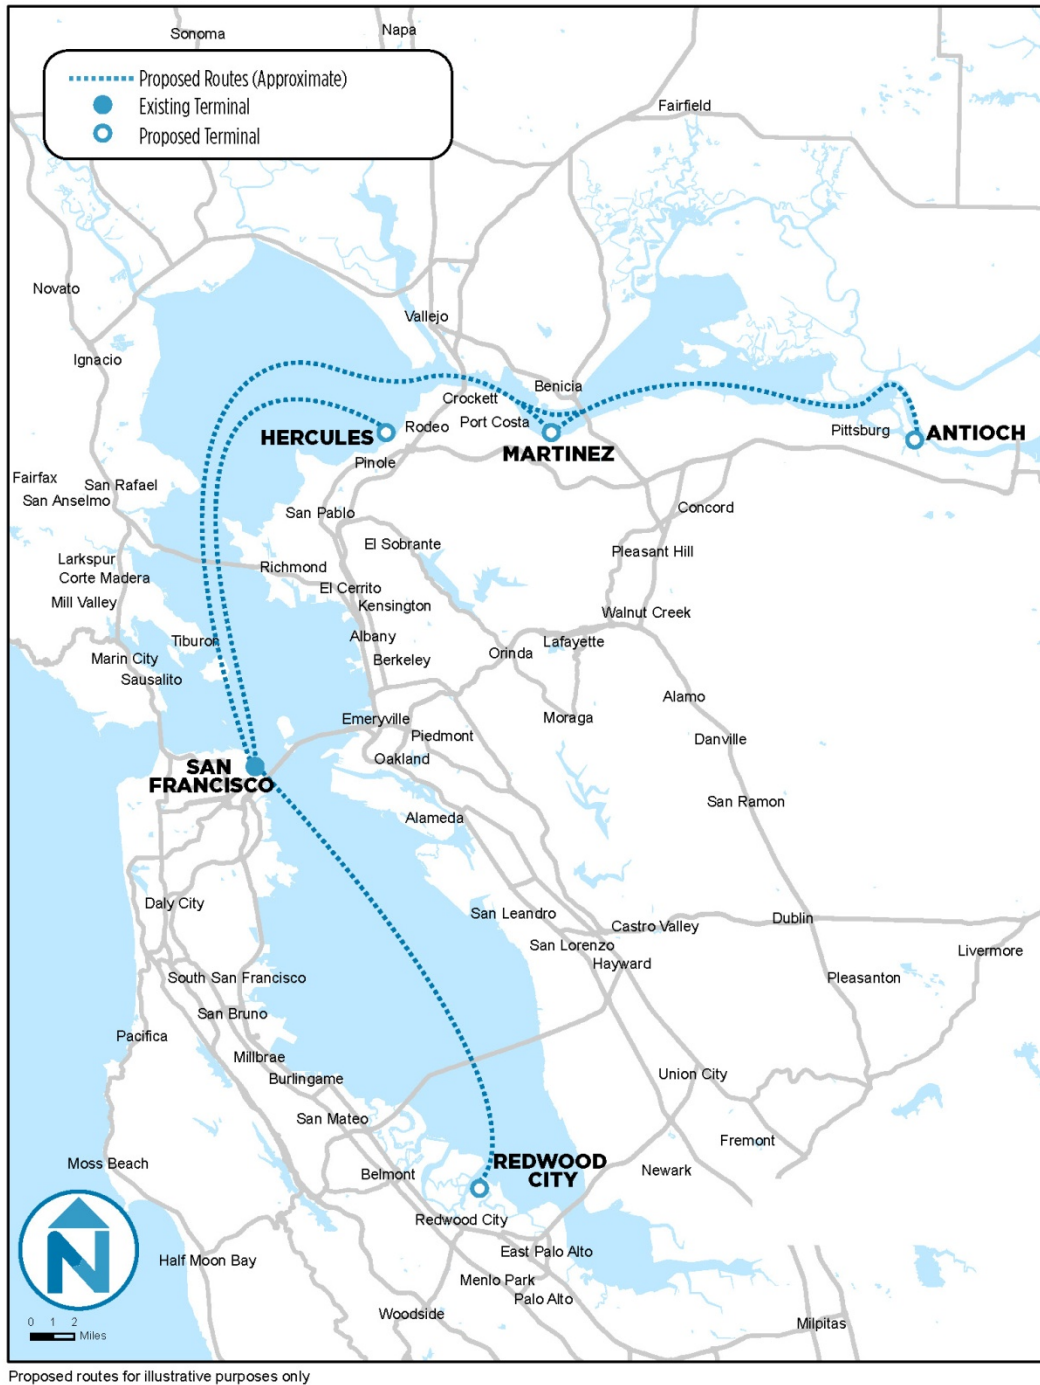 Sonoma
Napa
Proposed Routes (Approximate)
Existing Terminal
Proposed Terminal
Fairfield
Novato
Vallejo
Ignacio
Benicia
Crockett
Port Costa
Rodeo
HERCULES
MARTINEZ
Pittsburg
ANTIOCH
Pinole
Fairfax
San Rafael
San Anselmo
San Pablo
Concord
El Sobrante
Pleasant Hill
Larkspur
Corte Madera
Richmond
El Cerrito
Mill Valley
Kensington
Walnut Creek
Tiburon
Albany
Lafayette
Orinda
Marin City
Berkeley
Sausalito
Alamo
Emeryville
Moraga
Piedmont
Danville
Oakland
SAN
FRANCISCO
San Ramon
Alameda
Daly City
San Leandro
Castro Valley
Dublin
San Lorenzo
Hayward
Livermore
South San Francisco
Pleasanton
San Bruno
Pacifica
Millbrae
Burlingame
Union City
San Mateo
Fremont
Moss Beach
Belmont
REDWOOD
CITY
Newark
Redwood City
N
Half Moon Bay
East Palo Alto
Menlo Park
Palo Alto
Woodside
Milpitas
0 1 2
Miles
Proposed routes for illustrative purposes only